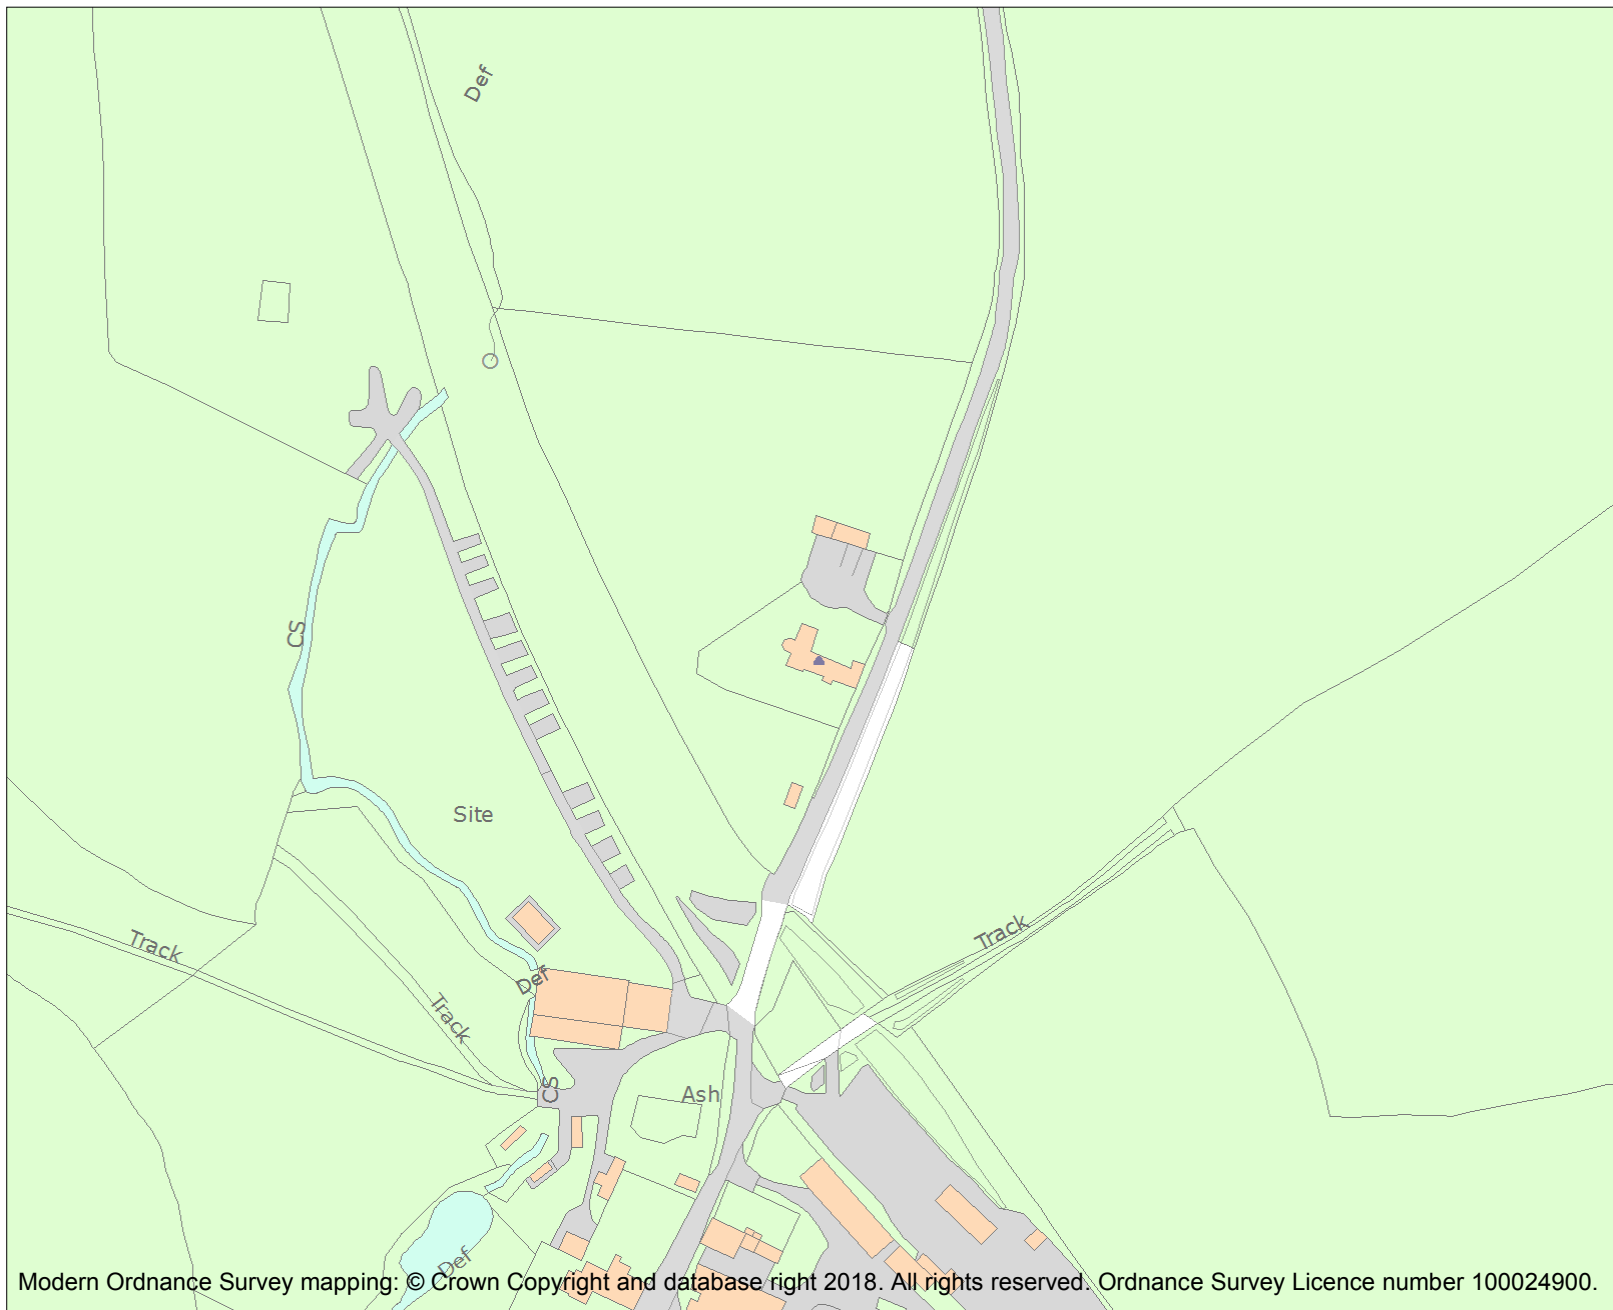 Def
CS
Site
Track
Track
Def
Track
CS
Ash
Def
Modern Ordnance Survey mapping: © Crown Copyright and database right 2018. All rights reserved. Ordnance Survey Licence number 100024900.